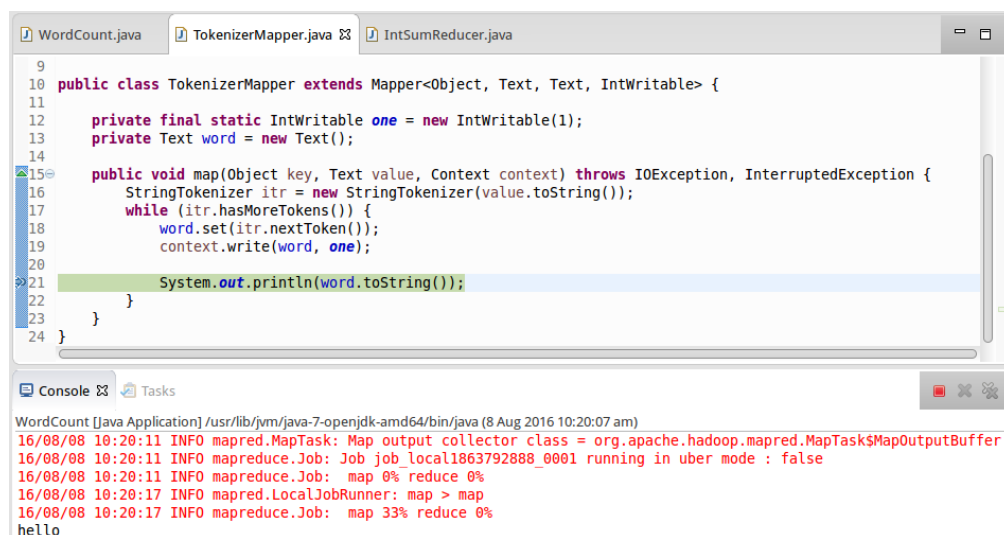 WordCount.java TokenizerMapper.java IntSumReducer.java
9
10 public class TokenizerMapper extends Mapper<Object, Text, Text, IntWritable> {
11
12 private final static IntWritable one = new IntWritable(1);
13 private Text word = new Text();
14
15 public void map(Object key, Text value, Context context) throws IOException, InterruptedException {
16 StringTokenizer itr = new StringTokenizer(value.toString());
17 while (itr.hasMoreTokens()) {
18 word.set(itr.nextToken());
19 context.write(word, one);
20
21 System.out.println(word.toString());
22 }
23 }
24 }
Console Tasks
WordCount [Java Application] /usr/lib/jvm/java-7-openjdk-amd64/bin/java (8 Aug 2016 10:20:07 am)
16/08/08 10:20:11 INFO mapred.MapTask: Map output collector class = org.apache.hadoop.mapred.MapTask$MapOutputBuffer
16/08/08 10:20:11 INFO mapreduce.Job: Job job_local1863792888_0001 running in uber mode : false
16/08/08 10:20:11 INFO mapreduce.Job:  map 0% reduce 0%
16/08/08 10:20:17 INFO mapred.LocalJobRunner: map > map
16/08/08 10:20:17 INFO mapreduce.Job:  map 33% reduce 0%
hello